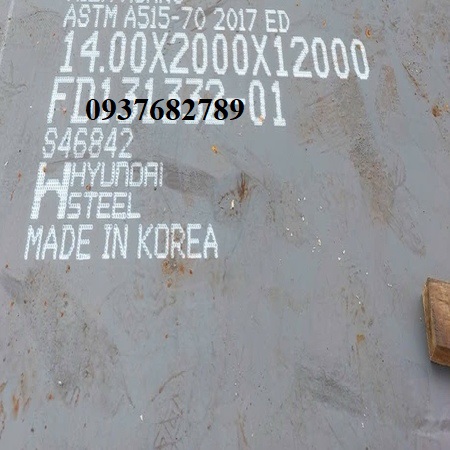 ASTM A515-70 2017 ED
14.00X2000X12000
FD131332-01
0937682789
S46842
HYUNDAI
STEEL
MADE IN KOREA